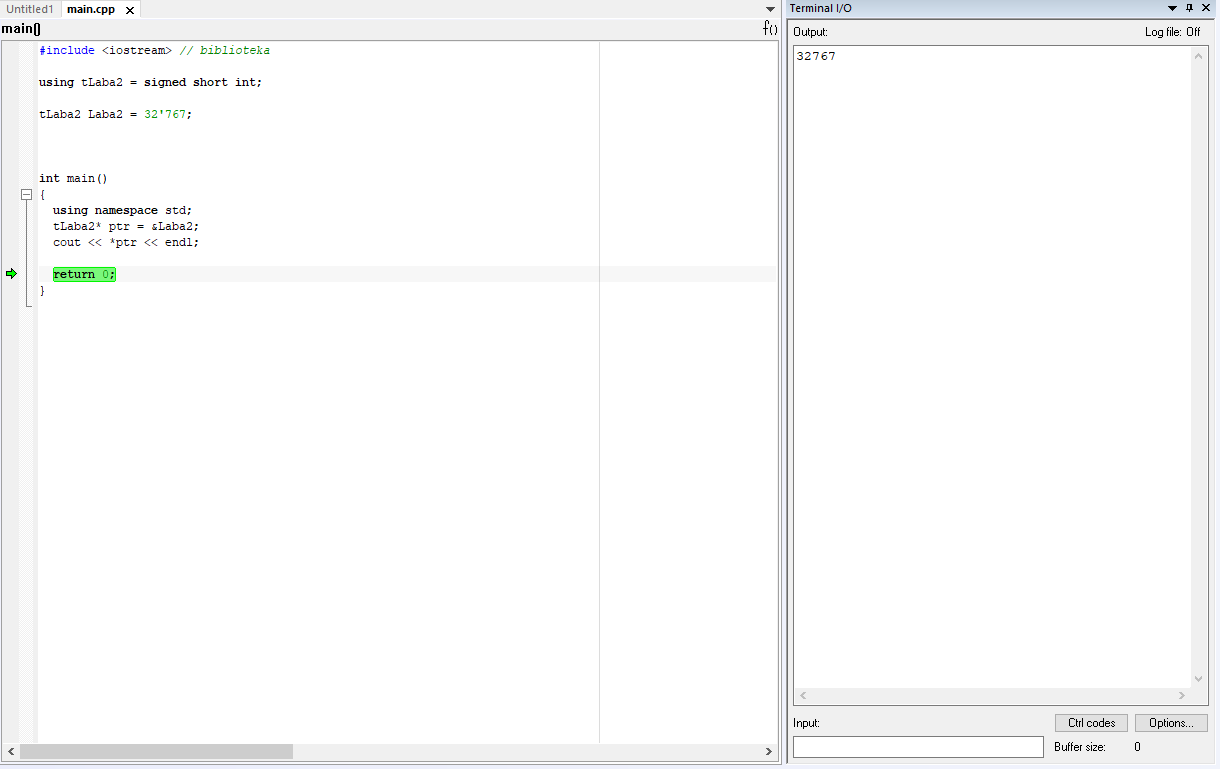 Untitled1 main.cpp
main()
f()
#include <iostream> // biblioteka
using tLaba2 = signed short int;
tLaba2 Laba2 = 32'767;
int main()
{
using namespace std;
tLaba2* ptr = &Laba2;
cout << *ptr << endl;
return 0;
}
Terminal I/O
Output: Log file: Off
32767
Input: Ctrl codes Options...
Buffer size: 0